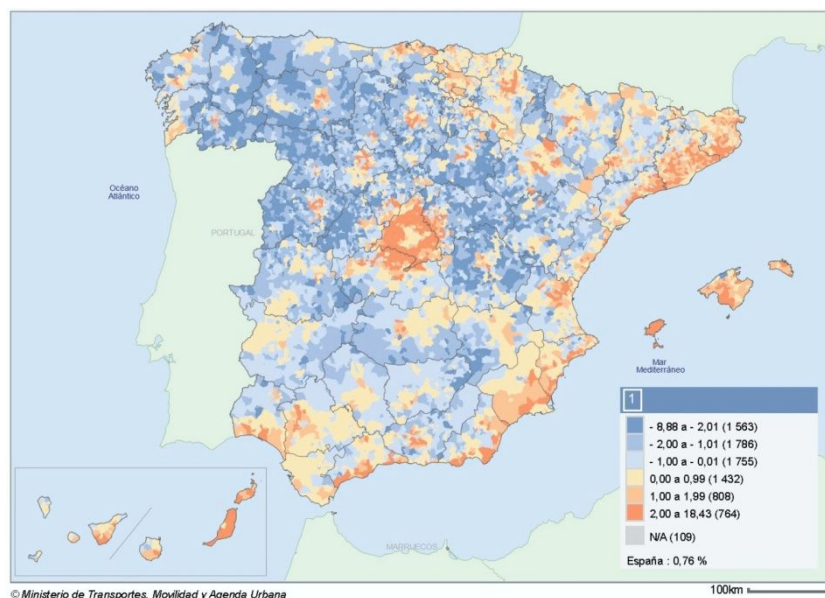 Océano
Atlántico
PORTUGAL
Mar
Mediterráneo
MARRUECOS
1
- 8,88 a - 2,01 (1 563)
- 2,00 a - 1,01 (1 786)
- 1,00 a - 0,01 (1 755)
0,00 a 0,99 (1 432)
1,00 a 1,99 (808)
2,00 a 18,43 (764)
N/A (109)
España : 0,76 %
© Ministerio de Transportes, Movilidad y Agenda Urbana
100km